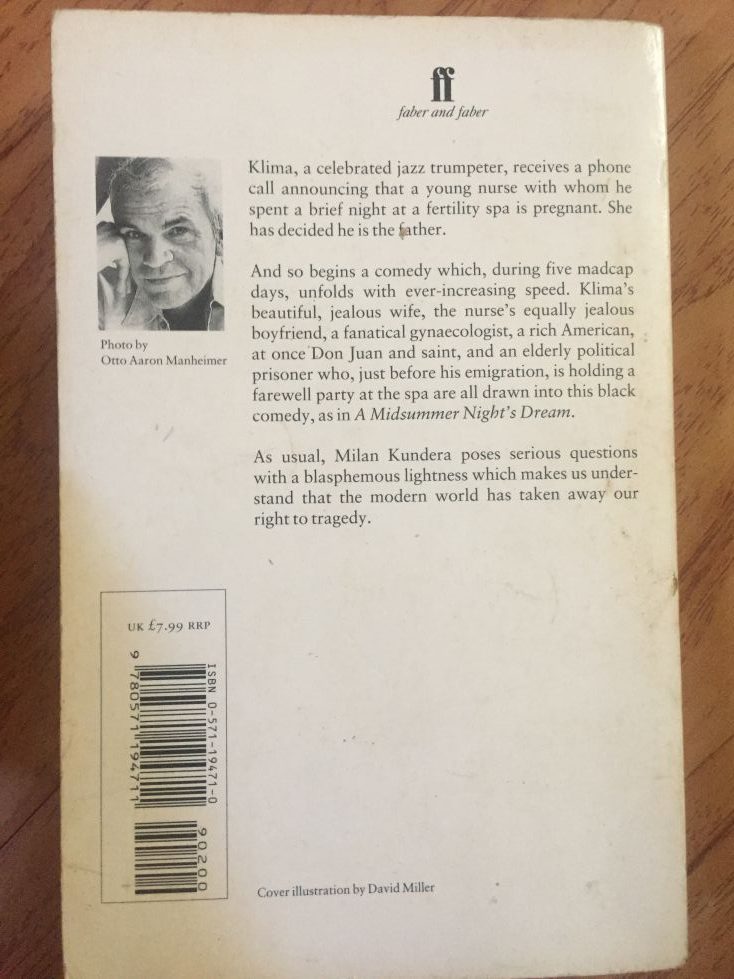 ff
faber and faber
Klima, a celebrated jazz trumpeter, receives a phone
call announcing that a young nurse with whom he
spent a brief night at a fertility spa is pregnant. She
has decided he is the father.
And so begins a comedy which, during five madcap
days, unfolds with ever-increasing speed. Klima's
beautiful, jealous wife, the nurse's equally jealous
boyfriend, a fanatical gynaecologist, a rich American,
at once Don Juan and saint, and an elderly political
prisoner who, just before his emigration, is holding a
farewell party at the spa are all drawn into this black
comedy, as in A Midsummer Night's Dream.
As usual, Milan Kundera poses serious questions
with a blasphemous lightness which makes us under-
stand that the modern world has taken away our
right to tragedy.
Photo by
Otto Aaron Manheimer
UK £7.99 RRP
ISBN 0-571-19471-0
9 780571 194711
90200
Cover illustration by David Miller